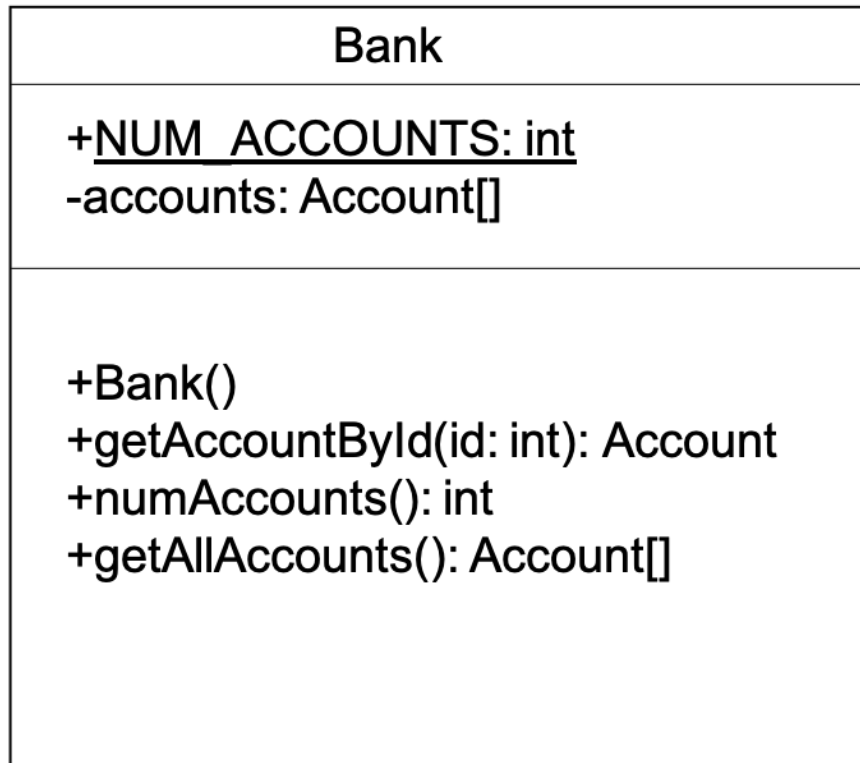 Bank
+NUM_ACCOUNTS: int
-accounts: Account[]
+Bank()
+getAccountById(id: int): Account
+numAccounts(): int
+getAllAccounts(): Account[]